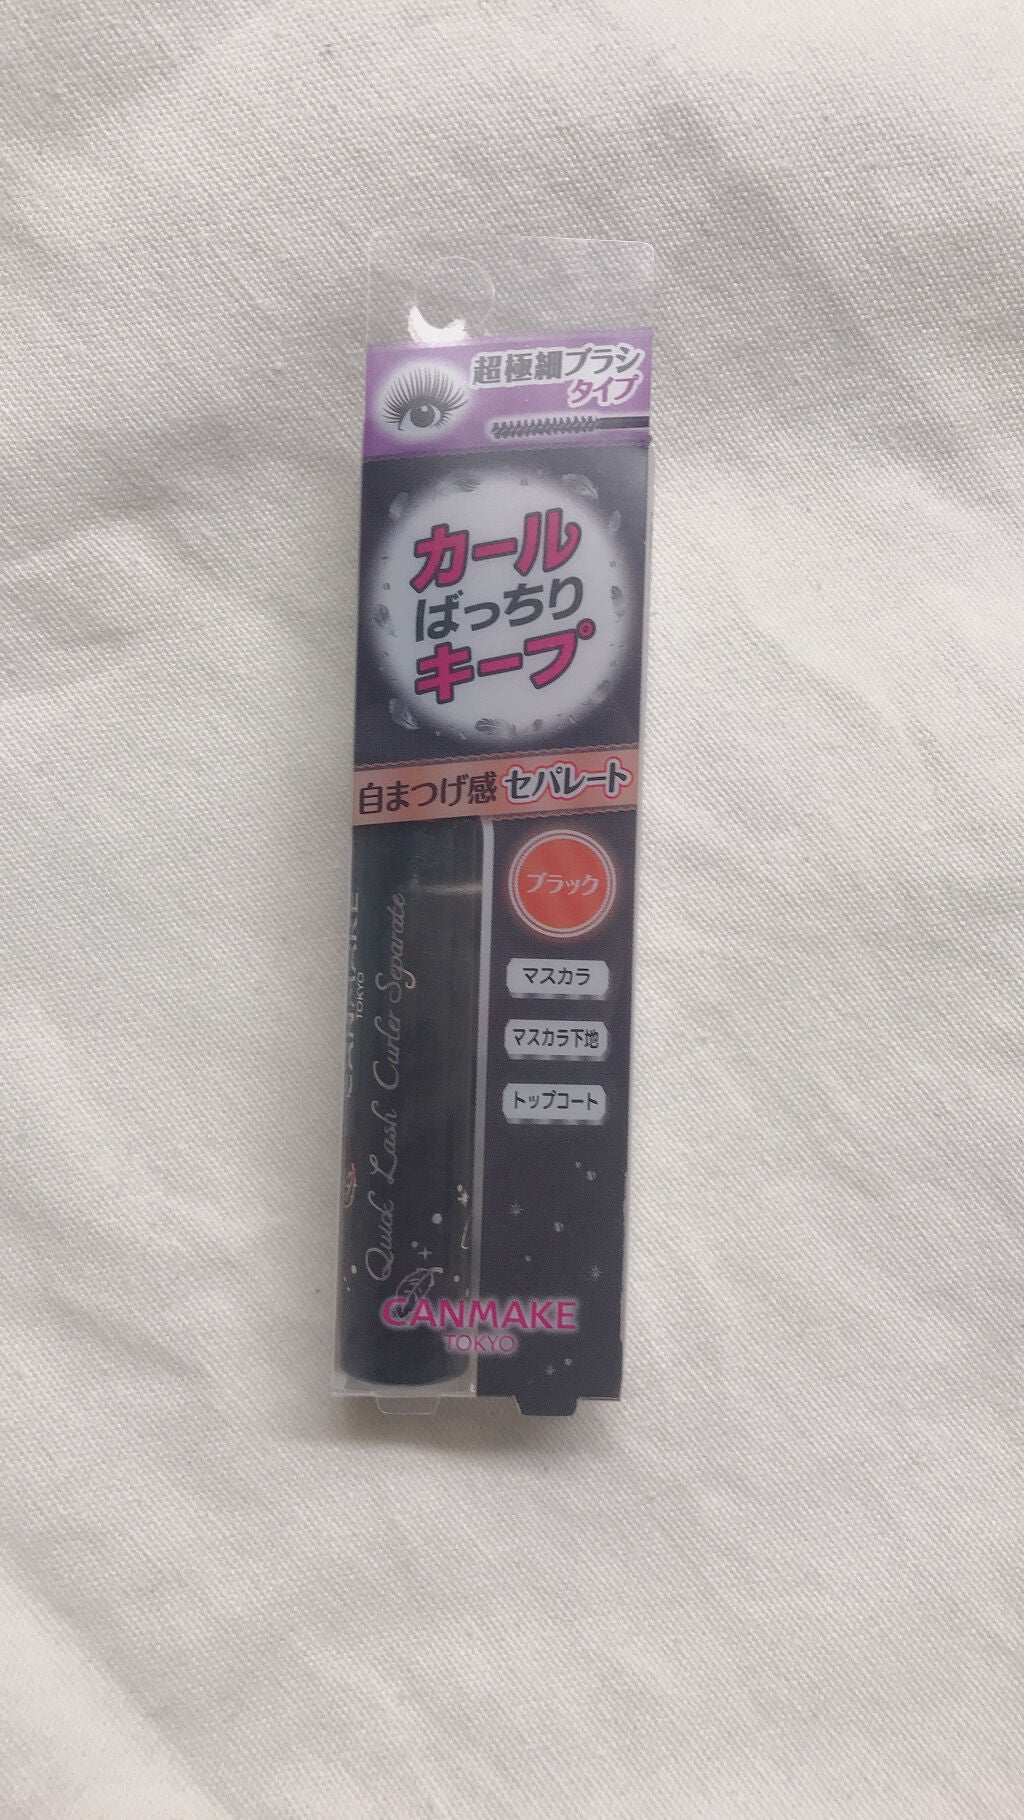 超極細ブラシ
タイプ
カール
ばっちり
キープ
自まつげ感 セパレート
ブラック
マスカラ
マスカラ下地
トップコート
CANMAKE
TOKYO
Quick Lash Curler Separate
CANMAKE
TOKYO